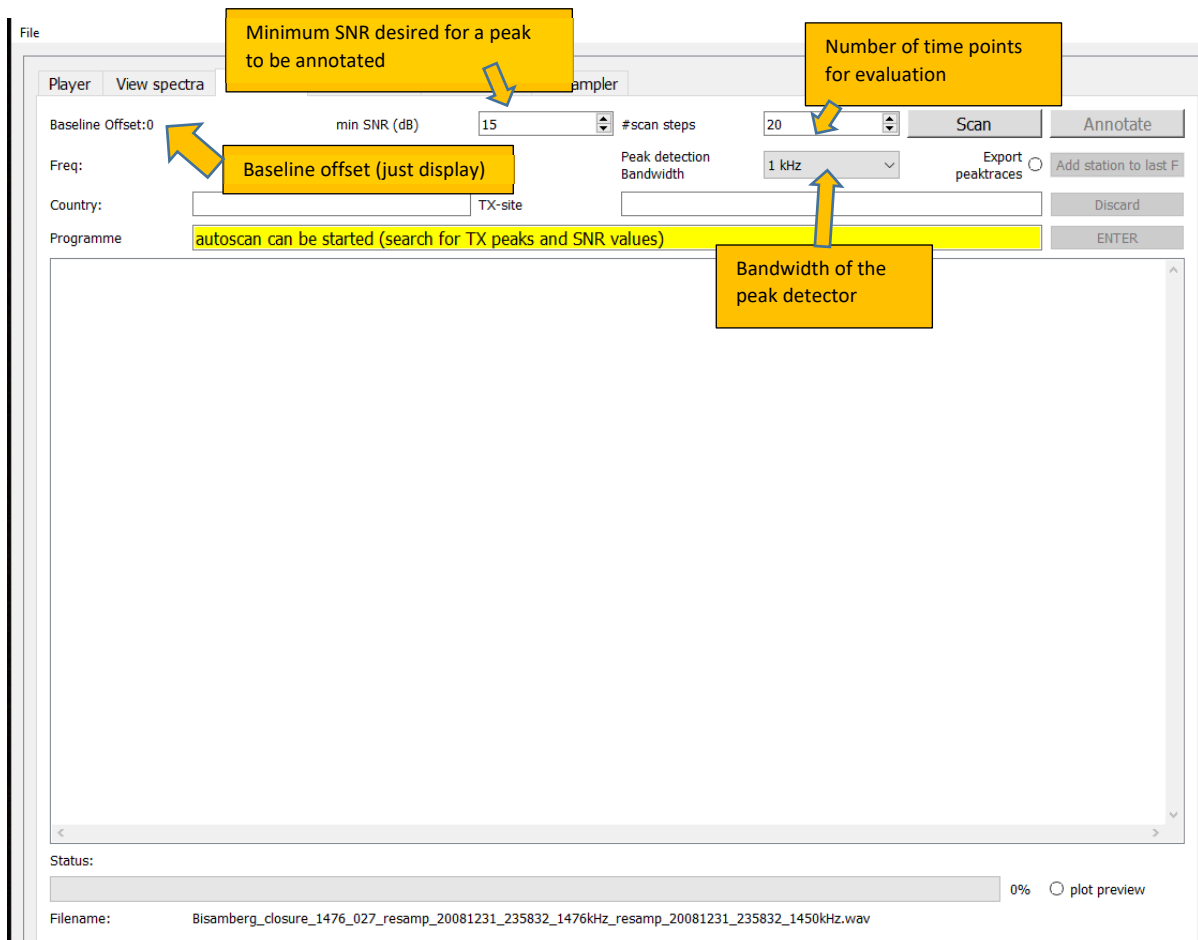 File
Minimum SNR desired for a peak
to be annotated
Number of time points
for evaluation
Player View spectra ampler
Baseline Offset:0 min SNR (dB) 15 #scan steps 20 Scan Annotate
Freq:
Baseline offset (just display)
Peak detection
Bandwidth
1 kHz
Export
peaktraces
Add station to last F
Country: TX-site Discard
Programme autoscan can be started (search for TX peaks and SNR values) ENTER
Bandwidth of the
peak detector
Status:
0% plot preview
Filename: Bisamberg_closure_1476_027_resamp_20081231_235832_1476kHz_resamp_20081231_235832_1450kHz.wav